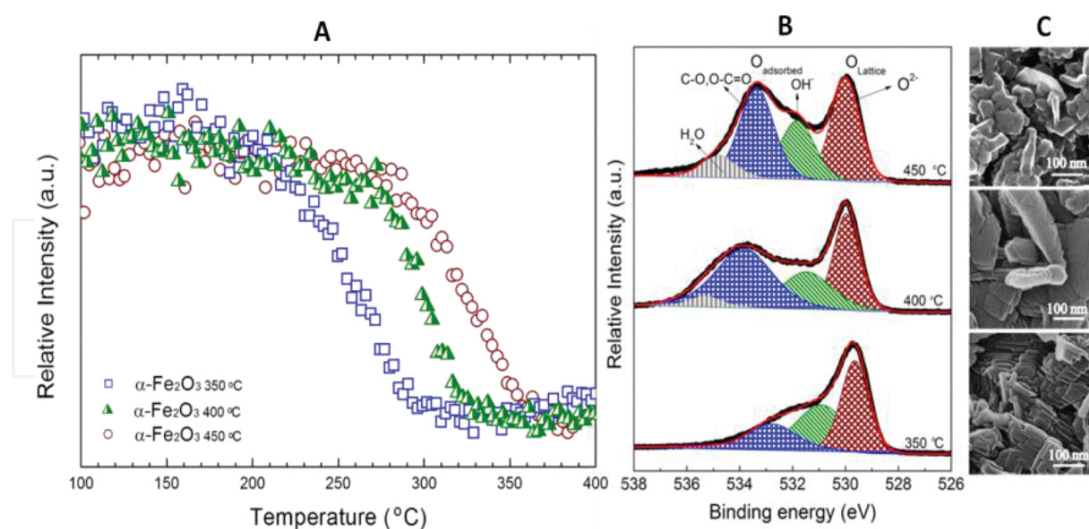 A
Relative Intensity (a.u.)
α-Fe₂O₃ 350 °C
α-Fe₂O₃ 400 °C
α-Fe₂O₃ 450 °C
100 150 200 250 300 350 400
Temperature (°C)
B
Relative Intensity (a.u.)
O adsorbed
O Lattice
C-O,O-C=O
OH⁻
O²⁻
H₂O
450 °C
400 °C
350 °C
538 536 534 532 530 528 526
Binding energy (eV)
C
100 nm
100 nm
100 nm